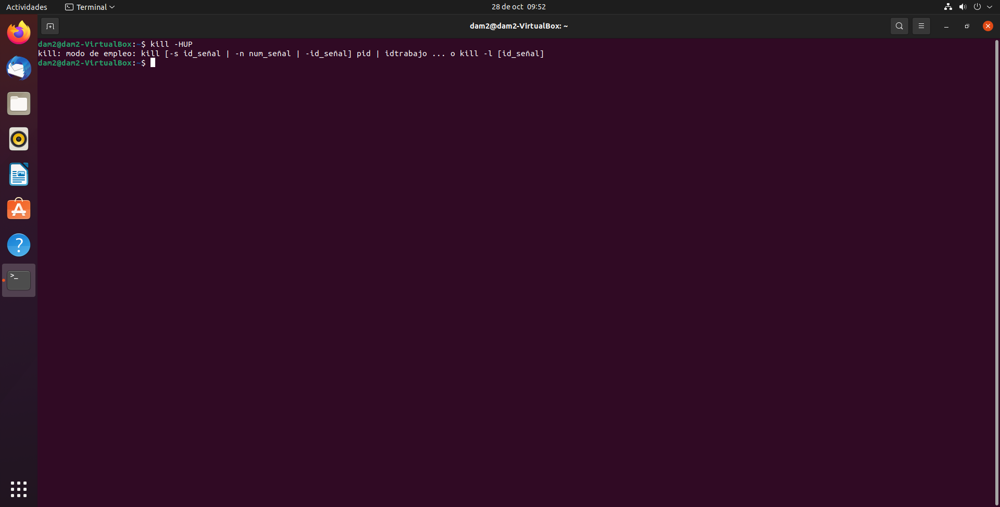 Actividades Terminal 28 de oct 09:52
dam2@dam2-VirtualBox: ~
dam2@dam2-VirtualBox:~$ kill -HUP
kill: modo de empleo: kill [-s id_señal | -n num_señal | -id_señal] pid | idtrabajo ... o kill -l [id_señal]
dam2@dam2-VirtualBox:~$